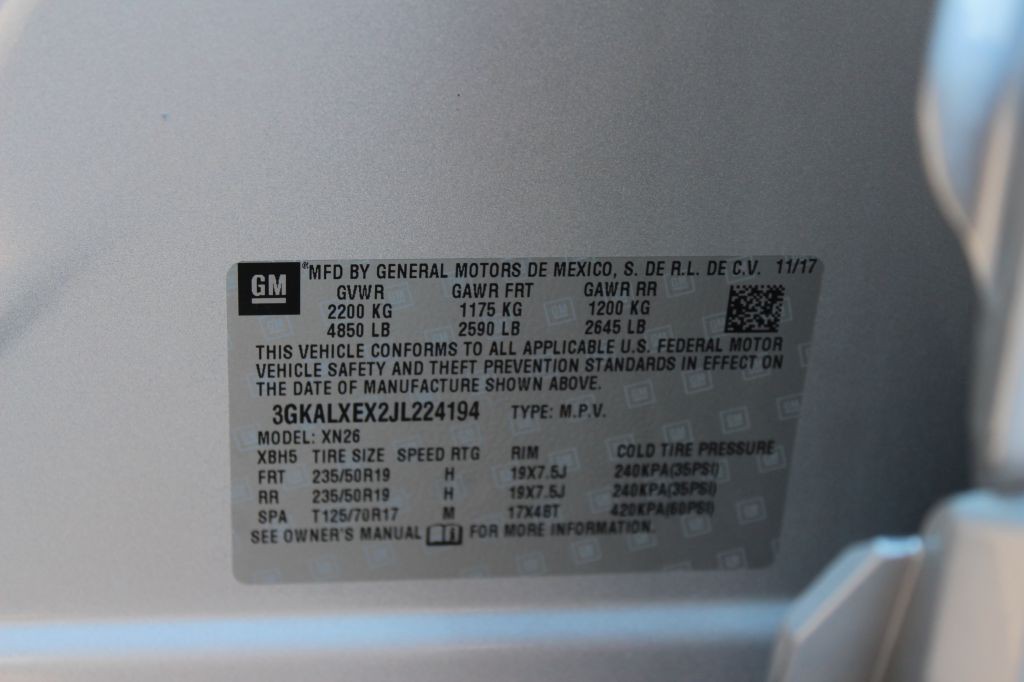 GM ® MFD BY GENERAL MOTORS DE MEXICO, S. DE R.L. DE C.V. 11/17
GVWR GAWR FRT GAWR RR
2200 KG 1175 KG 1200 KG
4850 LB 2590 LB 2645 LB
THIS VEHICLE CONFORMS TO ALL APPLICABLE U.S. FEDERAL MOTOR
VEHICLE SAFETY AND THEFT PREVENTION STANDARDS IN EFFECT ON
THE DATE OF MANUFACTURE SHOWN ABOVE.
3GKALXEX2JL224194 TYPE: M.P.V.
MODEL: XN26
XBH5 TIRE SIZE SPEED RTG RIM COLD TIRE PRESSURE
FRT 235/50R19 H 19X7.5J 240KPA(35PSI)
RR 235/50R19 H 19X7.5J 240KPA(35PSI)
SPA T125/70R17 M 17X4BT 420KPA(60PSI)
SEE OWNER'S MANUAL FOR MORE INFORMATION.